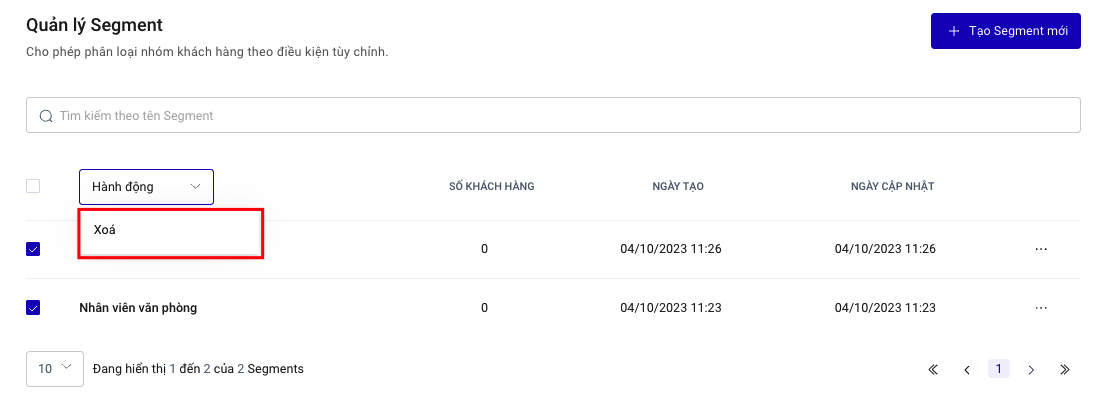 Quản lý Segment
Tạo Segment mới
Cho phép phân loại nhóm khách hàng theo điều kiện tùy chỉnh.
Tìm kiếm theo tên Segment
Hành động SỐ KHÁCH HÀNG NGÀY TẠO NGÀY CẬP NHẬT
Xoá
0 04/10/2023 11:26 04/10/2023 11:26
Nhân viên văn phòng 0 04/10/2023 11:23 04/10/2023 11:23
10 Đang hiển thị 1 đến 2 của 2 Segments 1